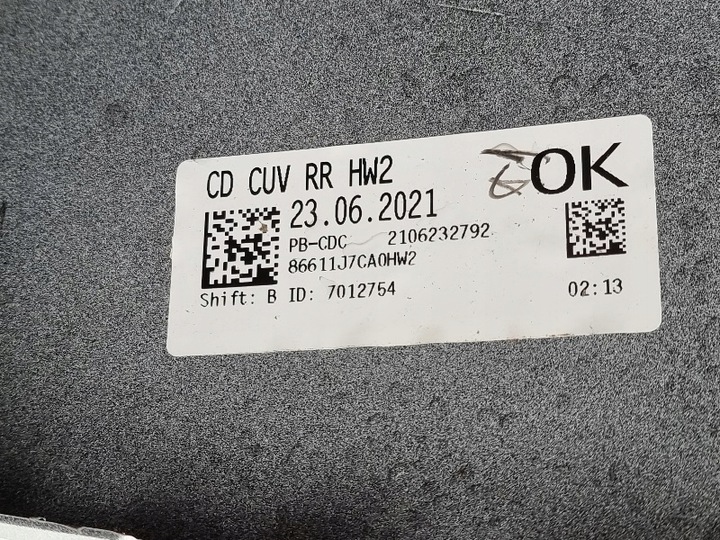 CD CUV RR HW2
OK
23.06.2021
PB-CDC 2106232792
86611J7CA0HW2
Shift: B ID: 7012754
02:13